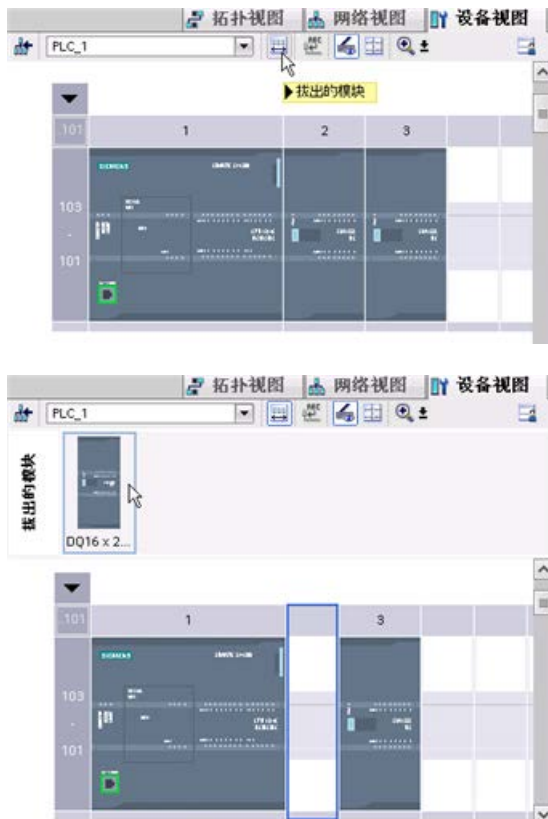 拓扑视图 网络视图 设备视图
PLC_1
拔出的模块
101 1 2 3
SIEMENS
103
-
101
拓扑视图 网络视图 设备视图
PLC_1
拔出的模块
DQ16 x 2...
101 1 3
SIEMENS
103
-
101